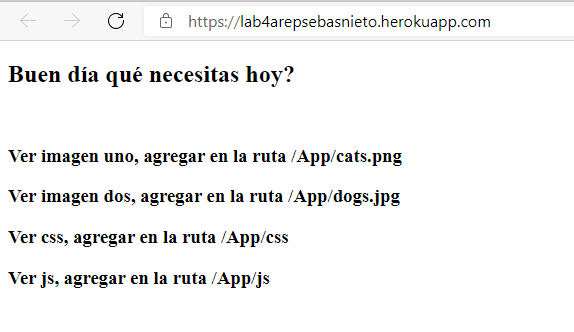 https://lab4arepsebasnieto.herokuapp.com
Buen día qué necesitas hoy?
Ver imagen uno, agregar en la ruta /App/cats.png
Ver imagen dos, agregar en la ruta /App/dogs.jpg
Ver css, agregar en la ruta /App/css
Ver js, agregar en la ruta /App/js